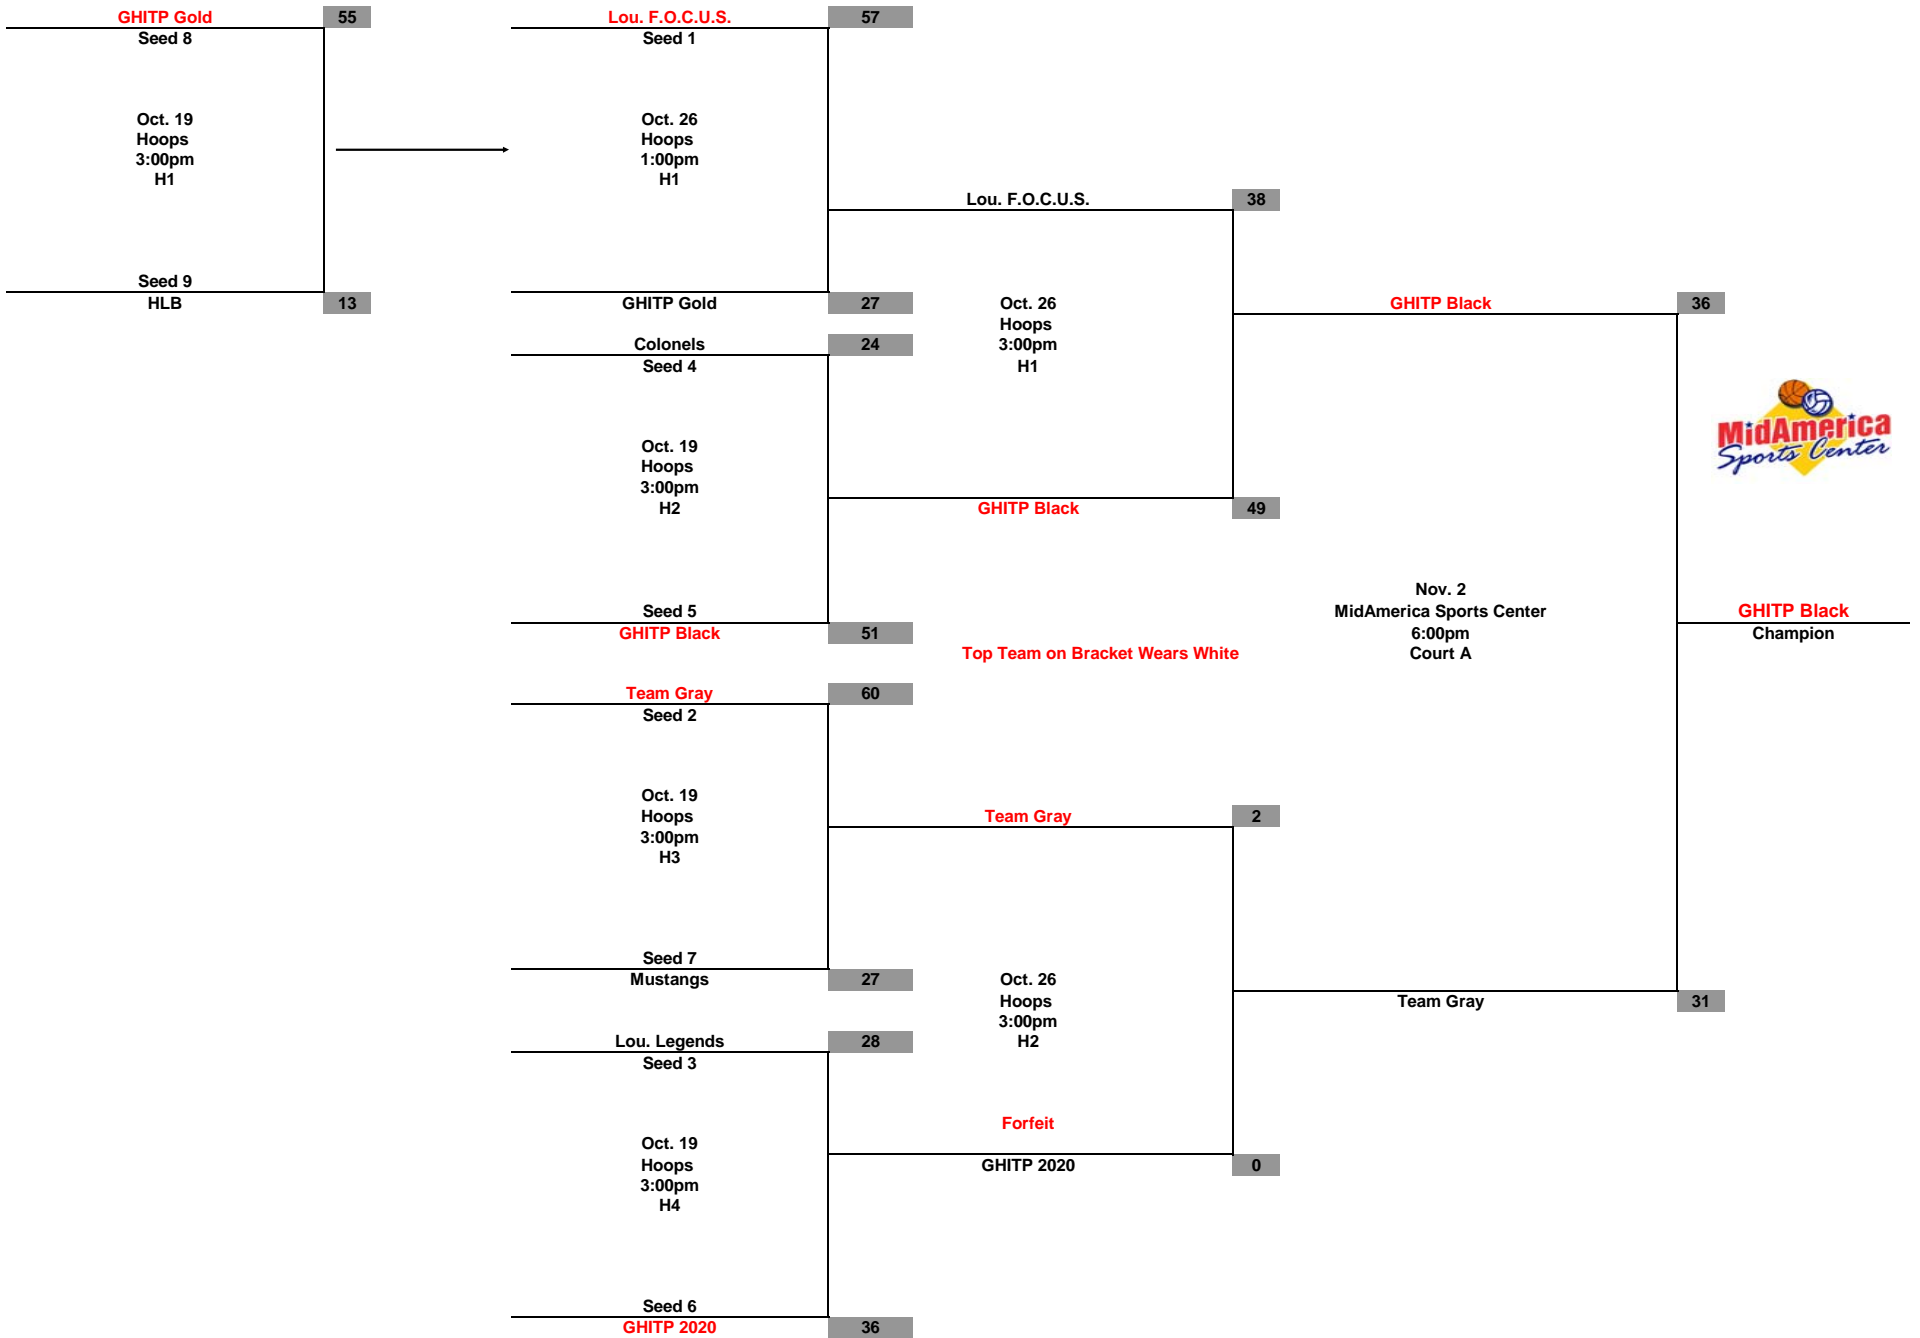 GHITP Gold 55
Seed 8
Oct. 19
Hoops
3:00pm
H1
Seed 9
HLB 13
Lou. F.O.C.U.S. 57
Seed 1
Oct. 26
Hoops
1:00pm
H1
GHITP Gold 27
Colonels 24
Seed 4
Oct. 19
Hoops
3:00pm
H2
Seed 5
GHITP Black 51
Team Gray 60
Seed 2
Oct. 19
Hoops
3:00pm
H3
Seed 7
Mustangs 27
Lou. Legends 28
Seed 3
Oct. 19
Hoops
3:00pm
H4
Seed 6
GHITP 2020 36
Lou. F.O.C.U.S. 38
Oct. 26
Hoops
3:00pm
H1
GHITP Black 49
Top Team on Bracket Wears White
Team Gray 2
Oct. 26
Hoops
3:00pm
H2
Forfeit
GHITP 2020 0
GHITP Black 36
Nov. 2
MidAmerica Sports Center
6:00pm
Court A
Team Gray 31
MidAmerica
Sports Center
GHITP Black
Champion